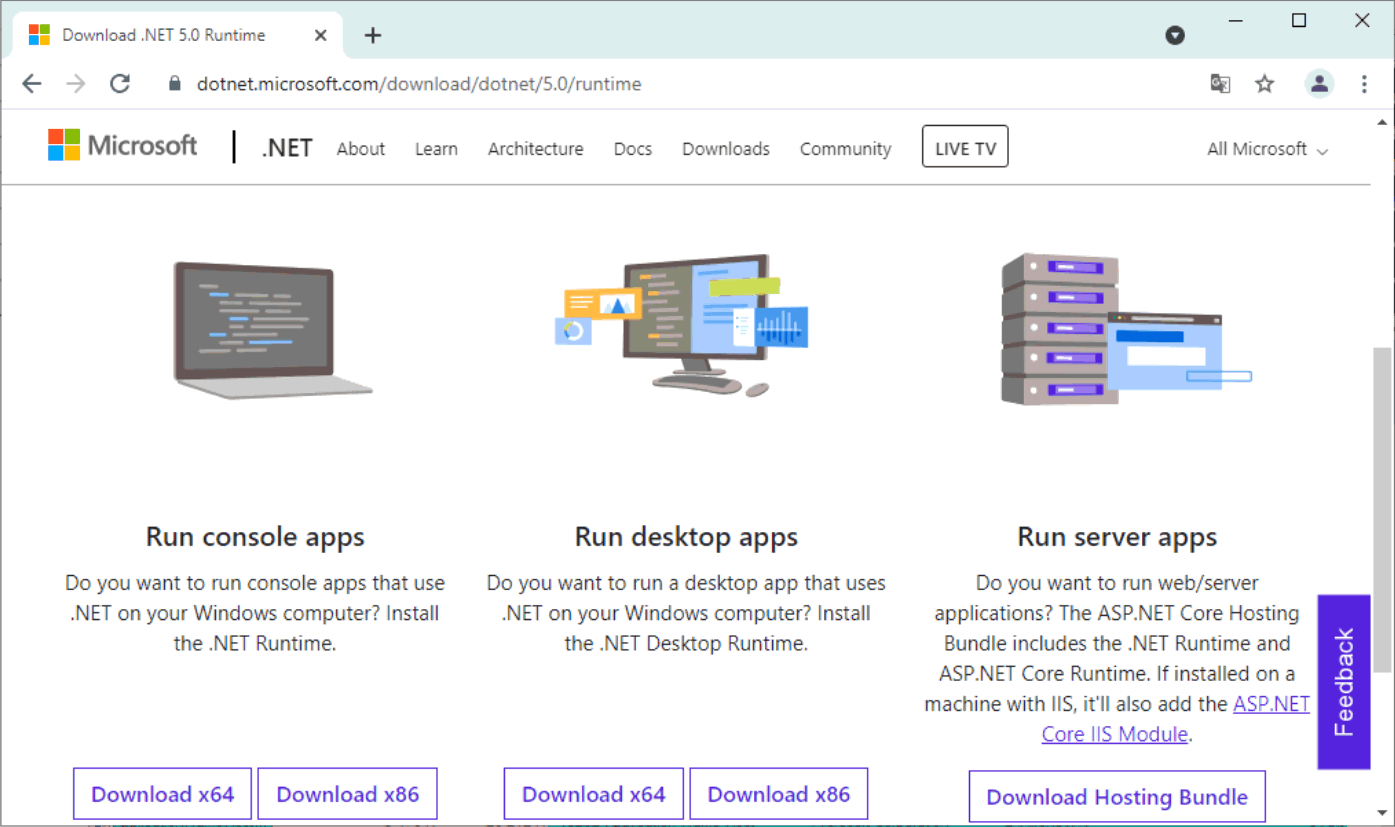 Download .NET 5.0 Runtime
dotnet.microsoft.com/download/dotnet/5.0/runtime
Microsoft
.NET
About
Learn
Architecture
Docs
Downloads
Community
LIVE TV
All Microsoft
Run console apps
Do you want to run console apps that use
.NET on your Windows computer? Install
the .NET Runtime.
Download x64
Download x86
Run desktop apps
Do you want to run a desktop app that uses
.NET on your Windows computer? Install
the .NET Desktop Runtime.
Download x64
Download x86
Run server apps
Do you want to run web/server
applications? The ASP.NET Core Hosting
Bundle includes the .NET Runtime and
ASP.NET Core Runtime. If installed on a
machine with IIS, it'll also add the ASP.NET
Core IIS Module.
Download Hosting Bundle
Feedback